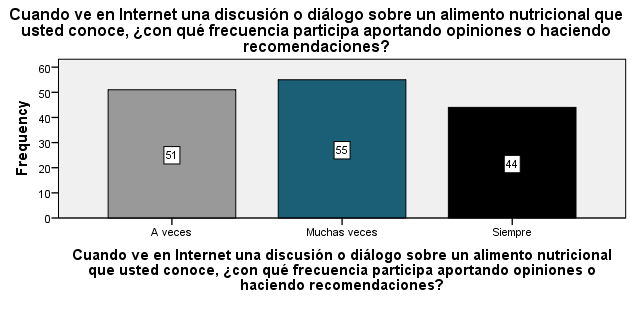 Cuando ve en Internet una discusión o diálogo sobre un alimento nutricional que
usted conoce, ¿con qué frecuencia participa aportando opiniones o haciendo
recomendaciones?
Frequency
60
50
40
30
20
10
0
51
55
44
A veces
Muchas veces
Siempre
Cuando ve en Internet una discusión o diálogo sobre un alimento nutricional
que usted conoce, ¿con qué frecuencia participa aportando opiniones o
haciendo recomendaciones?